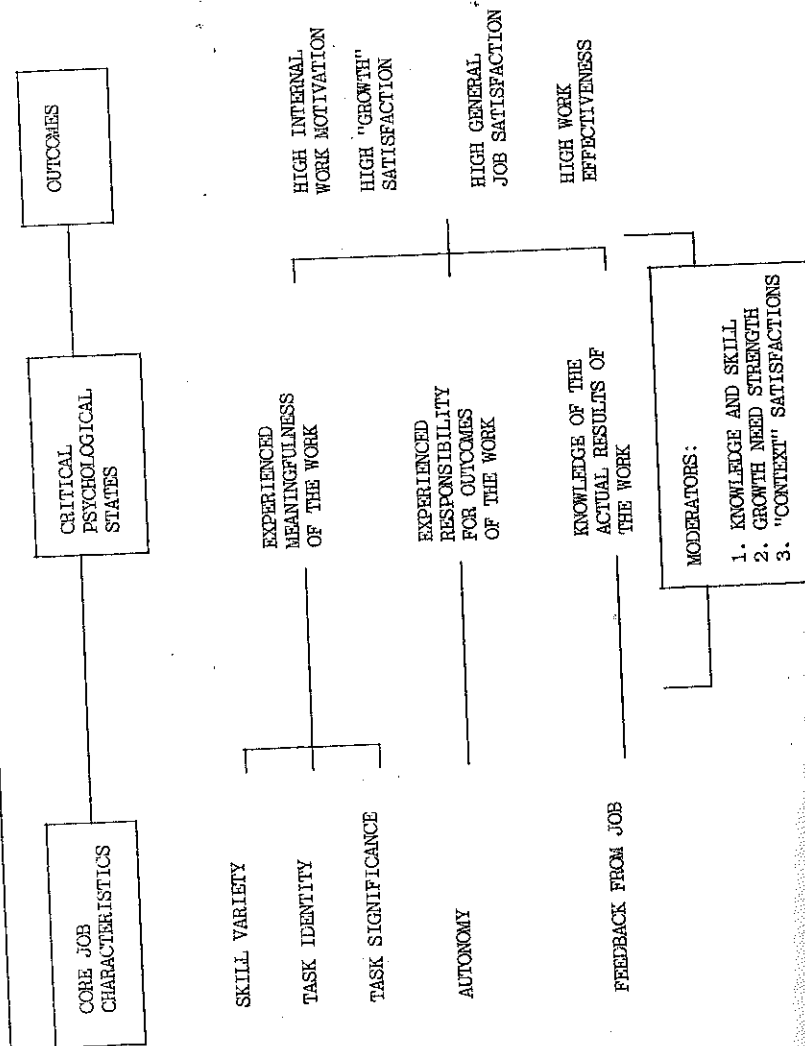 CORE JOB
CHARACTERISTICS
CRITICAL
PSYCHOLOGICAL
STATES
OUTCOMES
SKILL VARIETY
TASK IDENTITY
TASK SIGNIFICANCE
EXPERIENCED
MEANINGFULNESS
OF THE WORK
AUTONOMY
EXPERIENCED
RESPONSIBILITY
FOR OUTCOMES
OF THE WORK
FEEDBACK FROM JOB
KNOWLEDGE OF THE
ACTUAL RESULTS OF
THE WORK
HIGH INTERNAL
WORK MOTIVATION
HIGH "GROWTH"
SATISFACTION
HIGH GENERAL
JOB SATISFACTION
HIGH WORK
EFFECTIVENESS
MODERATORS:
1. KNOWLEDGE AND SKILL
2. GROWTH NEED STRENGTH
3. "CONTEXT" SATISFACTIONS